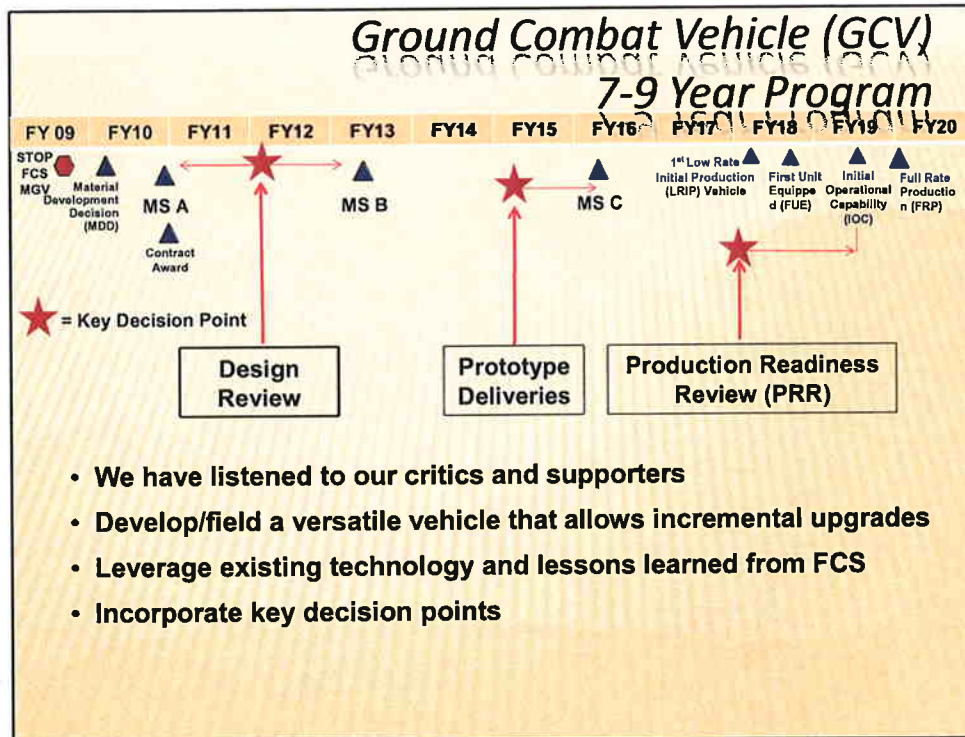 Ground Combat Vehicle (GCV)
7-9 Year Program
FY 09 FY10 FY11 FY12 FY13 FY14 FY15 FY16 FY17 FY18 FY19 FY20
STOP
FCS
MGV
Material
Development
Decision
(MDD)
MS A
Contract
Award
MS B
MS C
1st Low Rate
Initial Production
(LRIP) Vehicle
First Unit
Equippe
d (FUE)
Initial
Operational
Capability
(IOC)
Full Rate
Productio
n (FRP)
= Key Decision Point
Design
Review
Prototype
Deliveries
Production Readiness
Review (PRR)
• We have listened to our critics and supporters
• Develop/field a versatile vehicle that allows incremental upgrades
• Leverage existing technology and lessons learned from FCS
• Incorporate key decision points